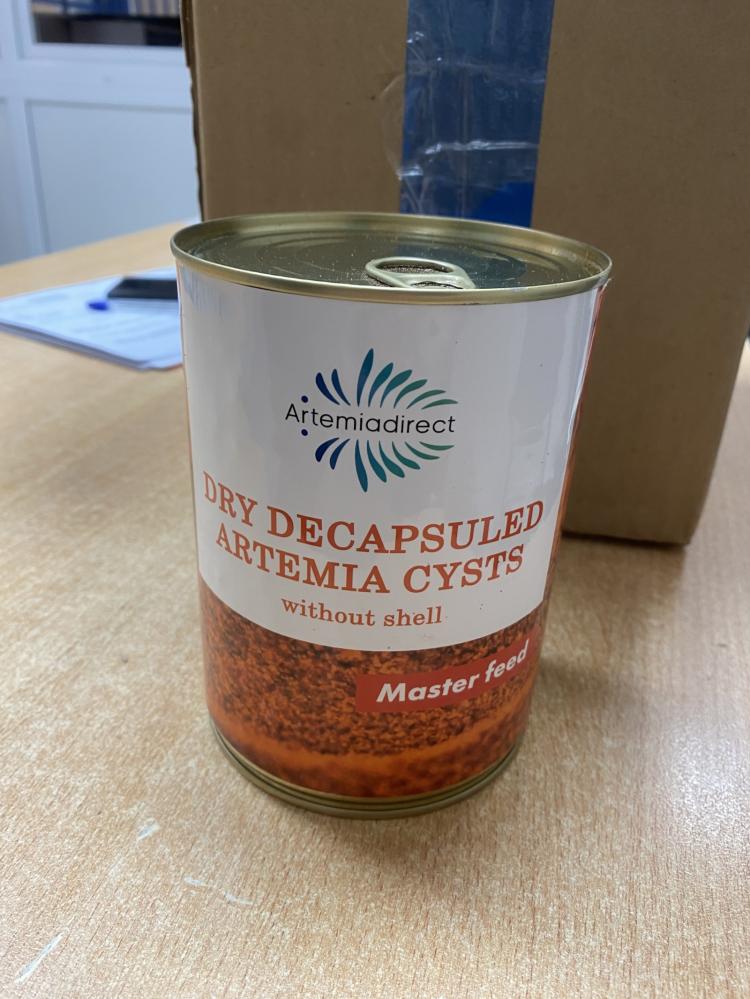 Artemiadirect
DRY DECAPSULED
ARTEMIA CYSTS
without shell
Master feed